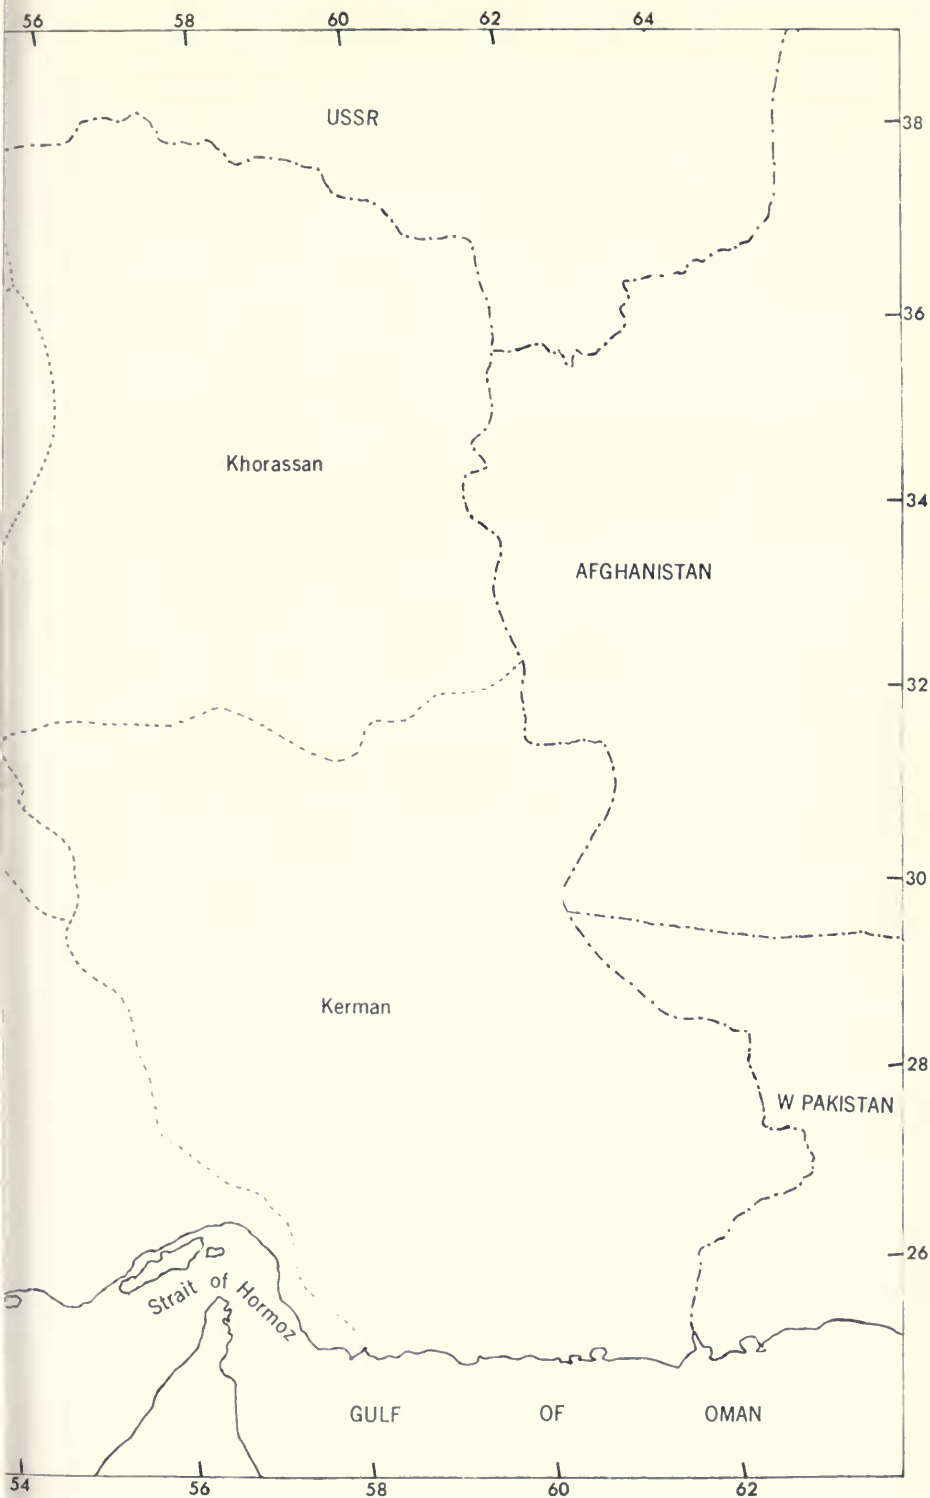 56 58 60 62 64
USSR
38
36
Khorassan
34
AFGHANISTAN
32
30
Kerman
28
W PAKISTAN
26
Strait of Hormoz
GULF OF OMAN
54 56 58 60 62